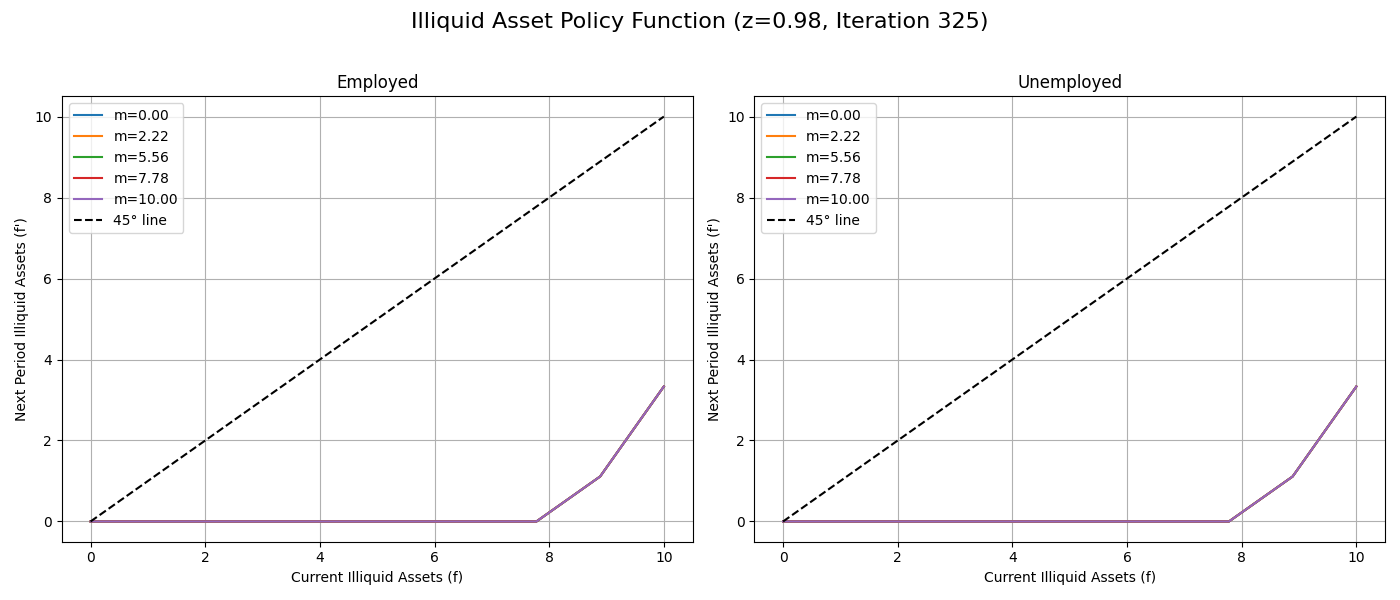 Illiquid Asset Policy Function (z=0.98, Iteration 325)
Employed
10
8
6
4
2
0
Next Period Illiquid Assets (f')
m=0.00
m=2.22
m=5.56
m=7.78
m=10.00
45° line
0 2 4 6 8 10
Current Illiquid Assets (f)
Unemployed
10
8
6
4
2
0
Next Period Illiquid Assets (f')
m=0.00
m=2.22
m=5.56
m=7.78
m=10.00
45° line
0 2 4 6 8 10
Current Illiquid Assets (f)